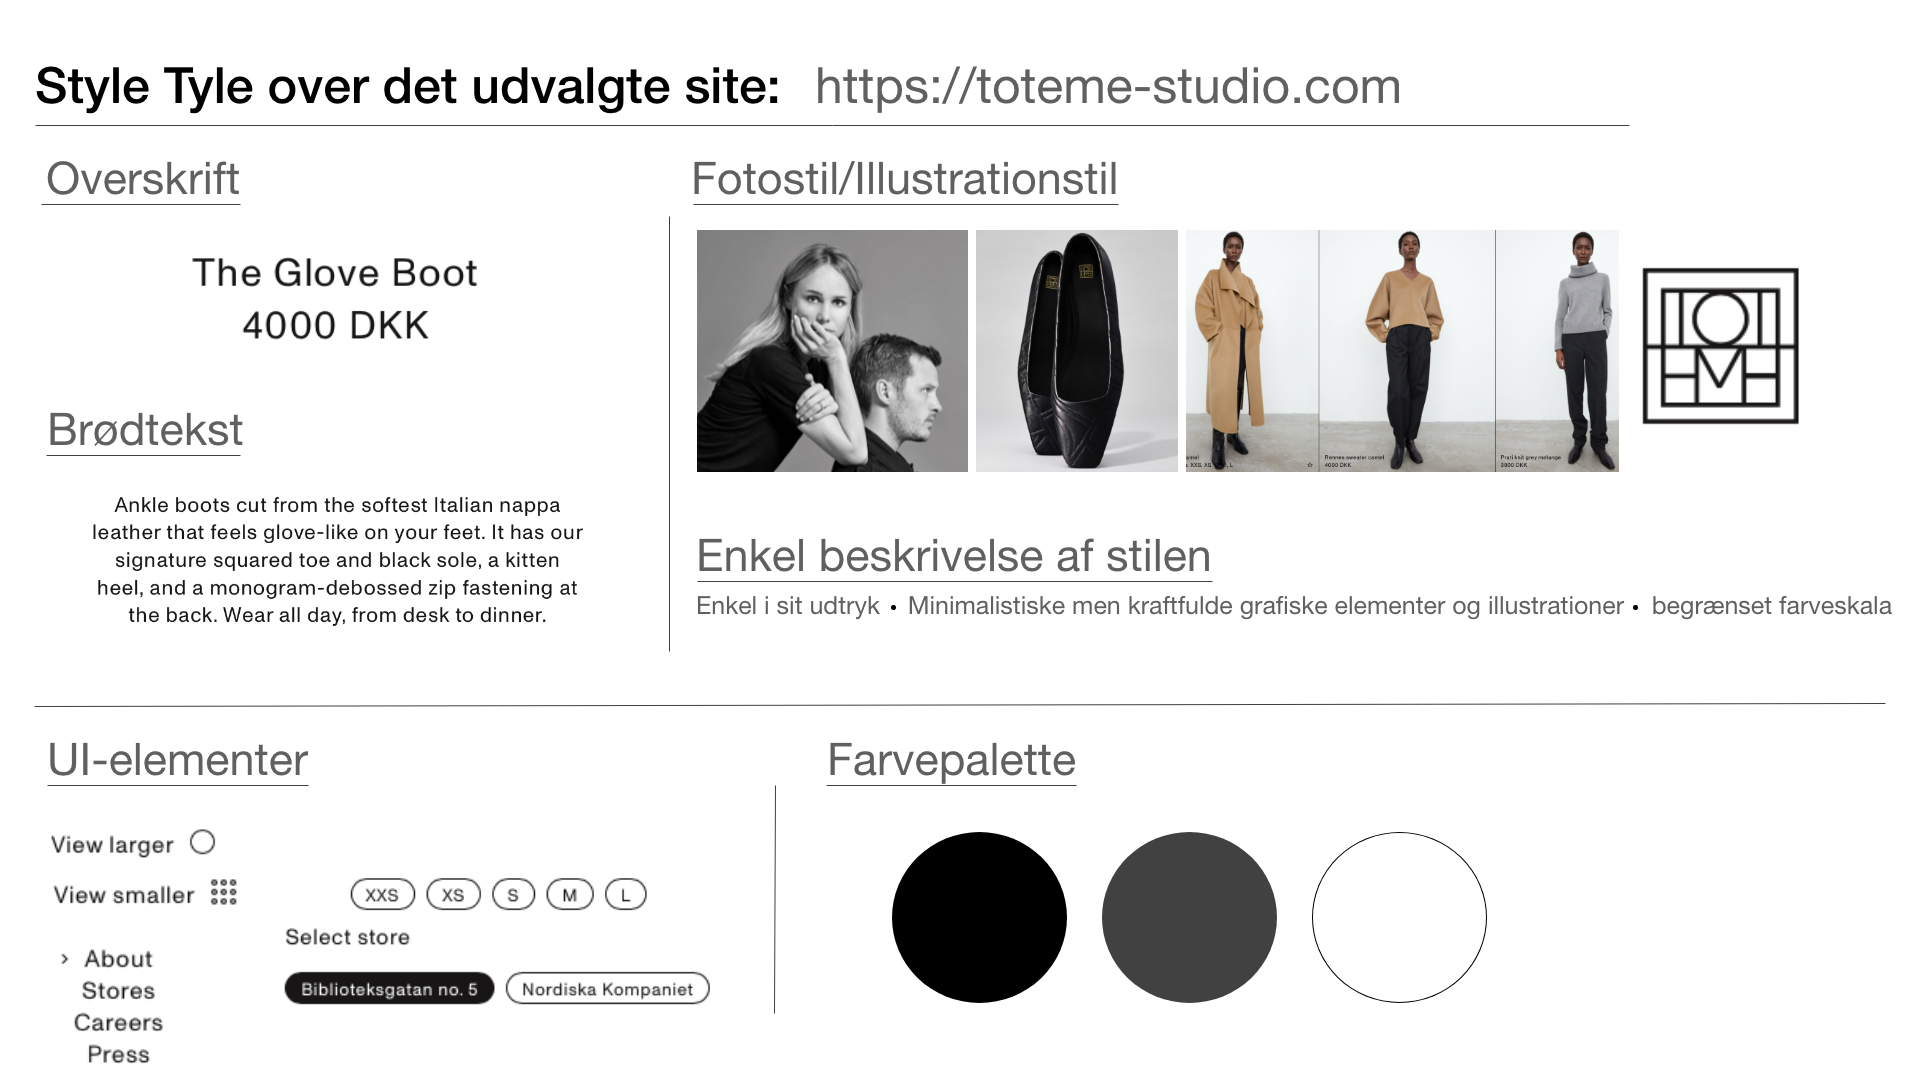 Style Tyle over det udvalgte site: https://toteme-studio.com
Overskrift
The Glove Boot
4000 DKK
Brødtekst
Ankle boots cut from the softest Italian nappa
leather that feels glove-like on your feet. It has our
signature squared toe and black sole, a kitten
heel, and a monogram-debossed zip fastening at
the back. Wear all day, from desk to dinner.
Fotostil/Illustrationstil
Rennes sweater camel
4000 DKK
Prati knit grey melange
3900 DKK
Enkel beskrivelse af stilen
Enkel i sit udtryk • Minimalistiske men kraftfulde grafiske elementer og illustrationer • begrænset farveskala
UI-elementer
View larger
View smaller
› About
Stores
Careers
Press
XXS XS S M L
Select store
Biblioteksgatan no. 5 Nordiska Kompaniet
Farvepalette